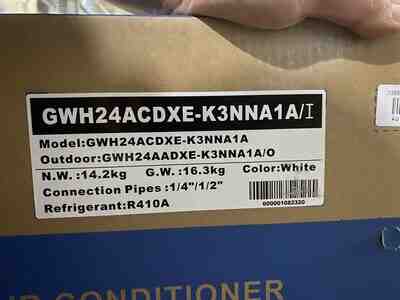 GWH24ACDXE-K3NNA1A/I
Model:GWH24ACDXE-K3NNA1A
Outdoor:GWH24AADXE-K3NNA1A/O
N.W. :14.2kg G.W. :16.3kg Color:White
Connection Pipes :1/4"/1/2"
Refrigerant:R410A
000001082320
CONDITIONER